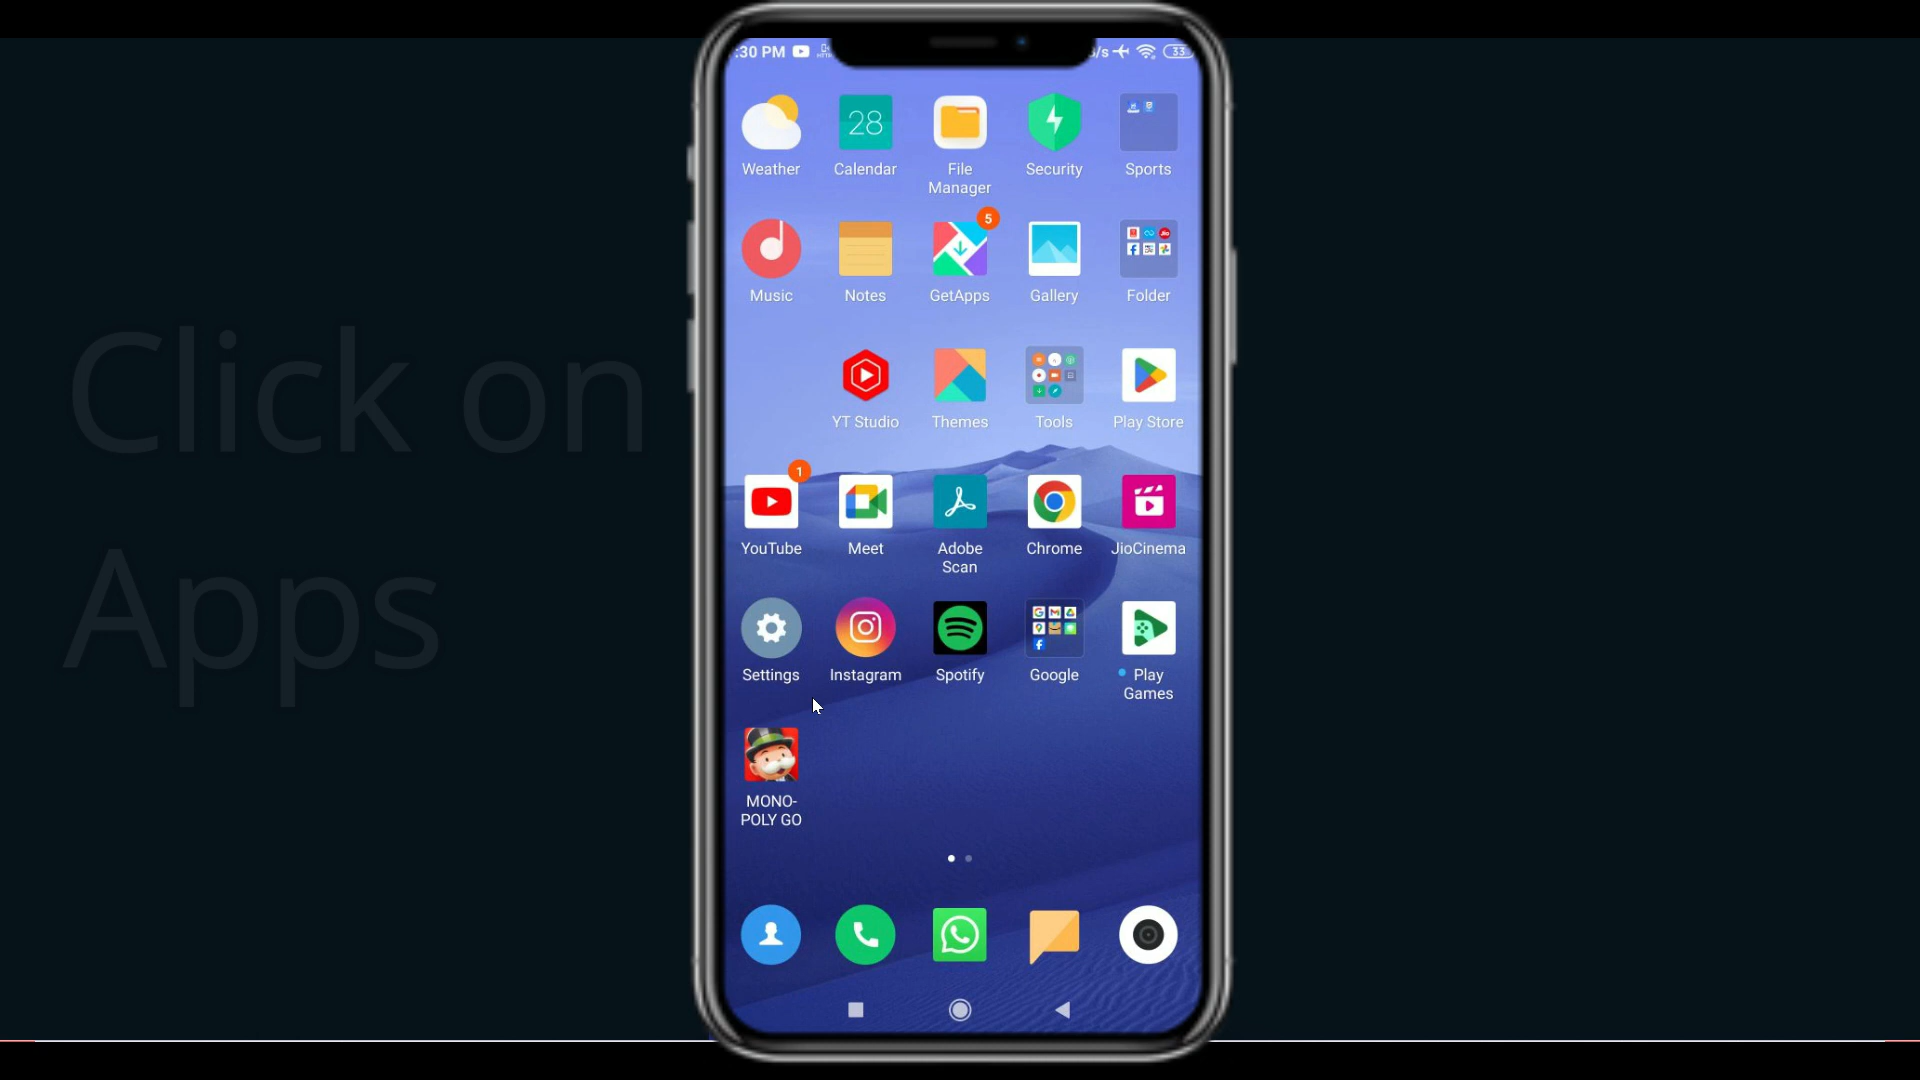 :30 PM
/s
33
28
Weather
Calendar
File
Manager
Security
Sports
5
Music
Notes
GetApps
Gallery
Folder
YT Studio
Themes
Tools
Play Store
1
YouTube
Meet
Adobe
Scan
Chrome
JioCinema
Settings
Instagram
Spotify
Google
Play
Games
MONO-
POLY GO
Click on
Apps